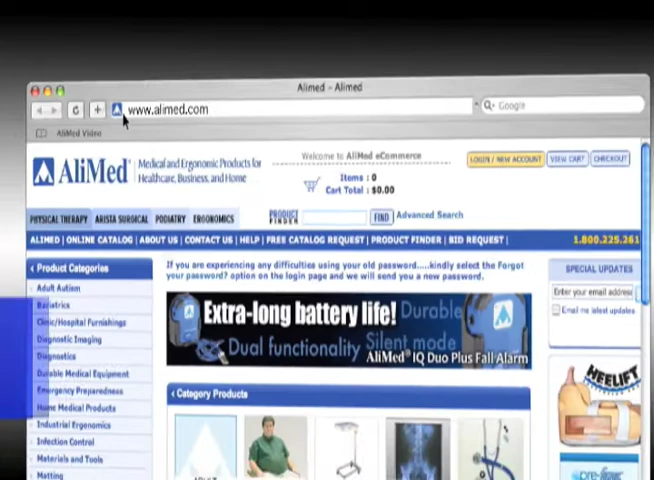 Alimed – Alimed
www.alimed.com
Google
AliMed Video
AliMed
Medical and Ergonomic Products for
Healthcare, Business, and Home
Welcome to AliMed eCommerce
LOGIN / NEW ACCOUNT
VIEW CART
CHECKOUT
Items : 0
Cart Total : $0.00
PHYSICAL THERAPY
ARISTA SURGICAL
PODIATRY
ERGONOMICS
PRODUCT
FINDER
FIND
Advanced Search
ALIMED | ONLINE CATALOG | ABOUT US | CONTACT US | HELP | FREE CATALOG REQUEST | PRODUCT FINDER | BID REQUEST |
1.800.225.261
Product Categories
Adult Autism
Bariatrics
Clinic/Hospital Furnishings
Diagnostic Imaging
Diagnostics
Durable Medical Equipment
Emergency Preparedness
Home Medical Products
Industrial Ergonomics
Infection Control
Materials and Tools
Matting
If you are experiencing any difficulties using your old password.....kindly select the Forgot
your password? option on the login page and we will send you a new password.
Extra-long battery life! Durable
Dual functionality Silent mode
AliMed® IQ Duo Plus Fall Alarm
Category Products
SPECIAL UPDATES
Enter your email address
Email me latest updates
HEELIFT